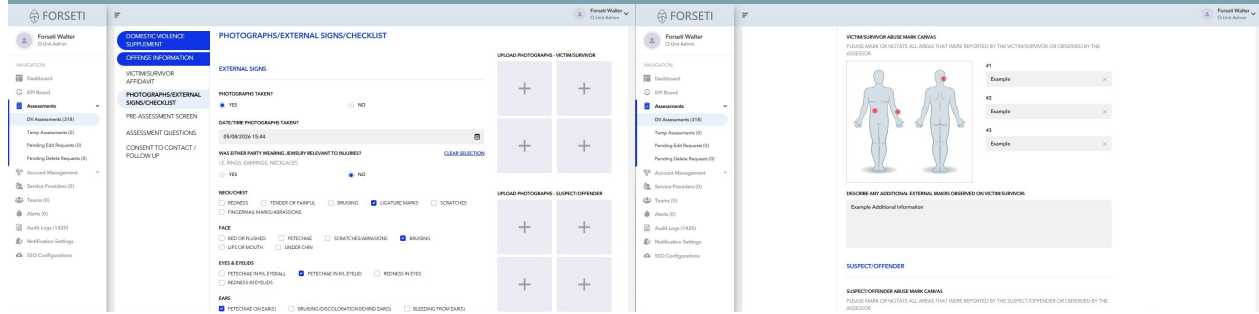 FORSETI
Forseti Walter
O-Unit Admin
Forseti Walter
O-Unit Admin
NAVIGATION
Dashboard
KPI Board
Assessments
DV Assessments (318)
Temp Assessments (0)
Pending Edit Requests (0)
Pending Delete Requests (0)
Account Management
Service Providers (0)
Teams (0)
Alerts (0)
Audit Logs (1420)
Notification Settings
SSO Configurations
DOMESTIC VIOLENCE
SUPPLEMENT
OFFENSE INFORMATION
VICTIM/SURVIVOR
AFFIDAVIT
PHOTOGRAPHS/EXTERNAL
SIGNS/CHECKLIST
PRE-ASSESSMENT SCREEN
ASSESSMENT QUESTIONS
CONSENT TO CONTACT /
FOLLOW UP
PHOTOGRAPHS/EXTERNAL SIGNS/CHECKLIST
EXTERNAL SIGNS
PHOTOGRAPHS TAKEN?
YES NO
DATE/TIME PHOTOGRAPHS TAKENT
05/08/2026 15:44
WAS EITHER PARTY WEARING JEWELRY RELEVANT TO INJURIES? CLEAR SELECTION
I.E. RINGS, EARRINGS, NECKLACES
YES NO
NECK/CHEST
REDNESS TENDER OR PAINFUL BRUISING LIGATURE MARKS SCRATCHES
FINGERNAIL MARKS/ABRASSIONS
FACE
RED OR FLUSHED PETECHIAE SCRATCHES/ABRASIONS BRUISING
LIPS OR MOUTH UNDER CHIN
EYES & EYELIDS
PETECHIAE IN R/L EYEBALL PETECHIAE IN R/L EYELID REDNESS IN EYES
REDNESS IN EYELIDS
EARS
PETECHIAE ON EAR(S) BRUISING/DISCOLORATION BEHIND EAR(S) BLEEDING FROM EAR(S)
UPLOAD PHOTOGRAPHS - VICTIM/SURVIVOR
UPLOAD PHOTOGRAPHS - SUSPECT/OFFENDER
FORSETI
Forseti Walter
O-Unit Admin
Forseti Walter
O-Unit Admin
NAVIGATION
Dashboard
KPI Board
Assessments
DV Assessments (318)
Temp Assessments (0)
Pending Edit Requests (0)
Pending Delete Requests (0)
Account Management
Service Providers (0)
Teams (0)
Alerts (0)
Audit Logs (1420)
Notification Settings
SSO Configurations
VICTIM/SURVIVOR ABUSE MARK CANVAS
PLEASE MARK OR NOTATE ALL AREAS THAT WERE REPORTED BY THE VICTIM/SURVIVOR OR OBSERVED BY THE
ASSESSOR
#1
Example
#2
Example
#3
Example
DESCRIBE ANY ADDITIONAL EXTERNAL MAKRS OBSERVED ON VICTIM/SURVIVOR:
Example Additional Information
SUSPECT/OFFENDER
SUSPECT/OFFENDER ABUSE MARK CANVAS
PLEASE MARK OR NOTATE ALL AREAS THAT WERE REPORTED BY THE SUSPECT/OFFENDER OR OBSERVED BY THE
ASSESSOR